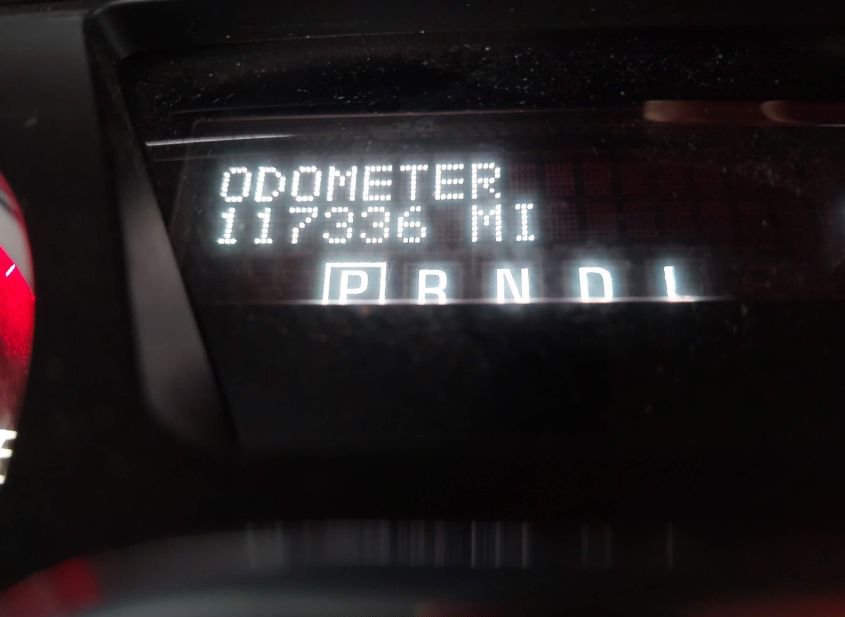 ODOMETER
117336 MI
P R N D L